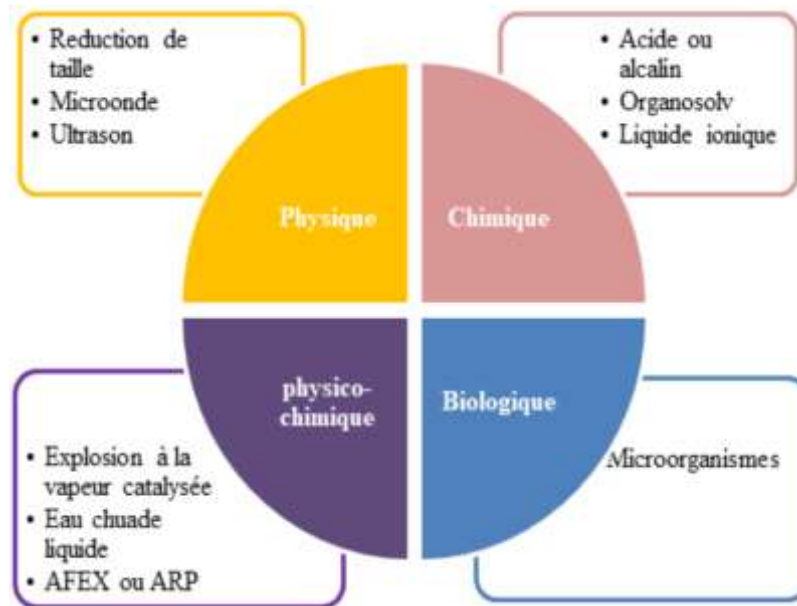 • Reduction de
taille
• Microonde
• Ultrason
• Acide ou
alcalin
• Organosolv
• Liquide ionique
Physique
Chimique
physico-
chimique
Biologique
• Explosion à la
vapeur catalysée
• Eau chuade
liquide
• AFEX ou ARP
Microorganismes